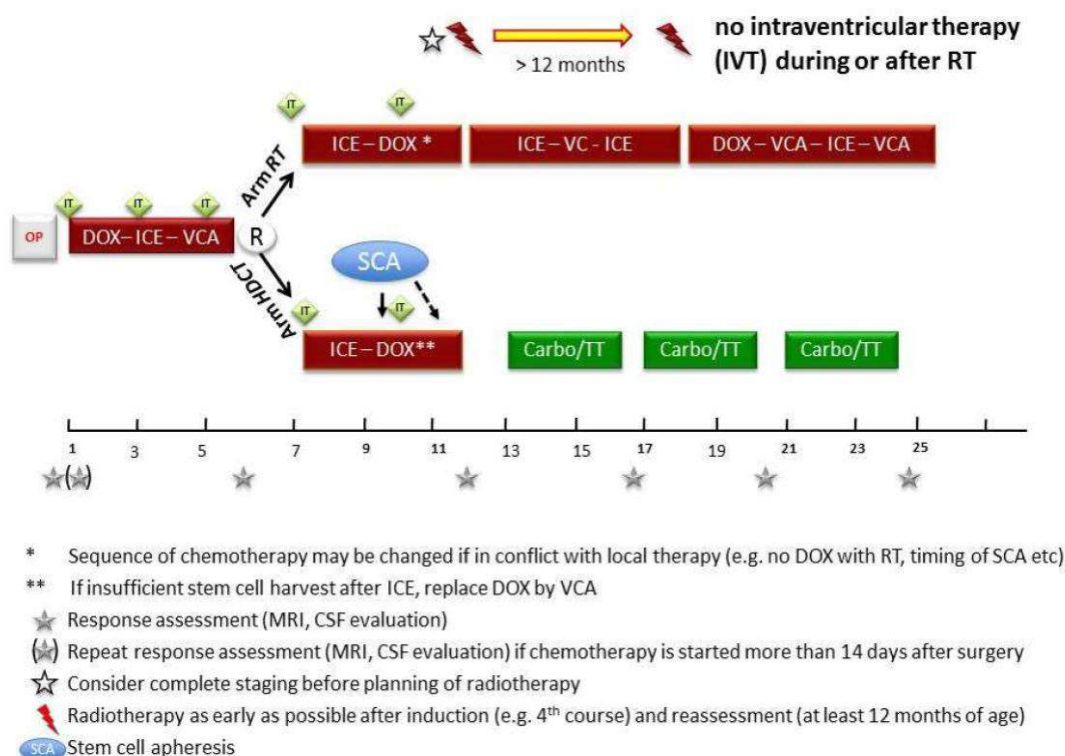 no intraventricular therapy
(IVT) during or after RT
> 12 months
IT IT
ICE – DOX * ICE – VC - ICE DOX – VCA – ICE – VCA
Arm RT
IT IT IT
OP DOX– ICE – VCA R
SCA
Arm HDCT
IT IT
ICE – DOX** Carbo/TT Carbo/TT Carbo/TT
1 3 5 7 9 11 13 15 17 19 21 23 25
* Sequence of chemotherapy may be changed if in conflict with local therapy (e.g. no DOX with RT, timing of SCA etc)
** If insufficient stem cell harvest after ICE, replace DOX by VCA
Response assessment (MRI, CSF evaluation)
Repeat response assessment (MRI, CSF evaluation) if chemotherapy is started more than 14 days after surgery
Consider complete staging before planning of radiotherapy
Radiotherapy as early as possible after induction (e.g. 4th course) and reassessment (at least 12 months of age)
SCA Stem cell apheresis